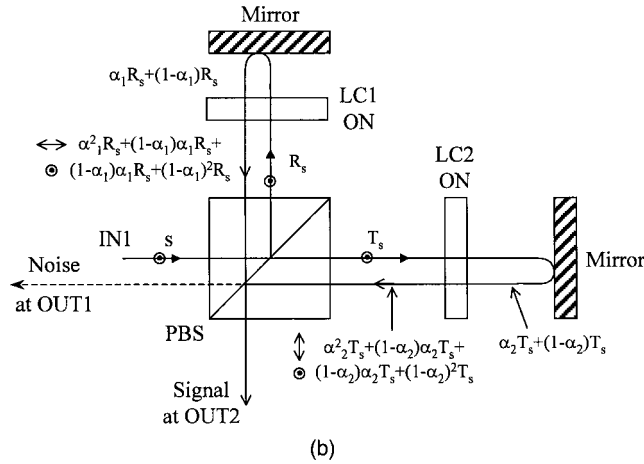 Mirror
α₁Rₛ+(1-α₁)Rₛ
LC1
ON
α²₁Rₛ+(1-α₁)α₁Rₛ+
(1-α₁)α₁Rₛ+(1-α₁)²Rₛ
Rₛ
LC2
ON
IN1
s
Tₛ
Noise
at OUT1
Mirror
PBS
α²₂Tₛ+(1-α₂)α₂Tₛ+
(1-α₂)α₂Tₛ+(1-α₂)²Tₛ
α₂Tₛ+(1-α₂)Tₛ
Signal
at OUT2
(b)